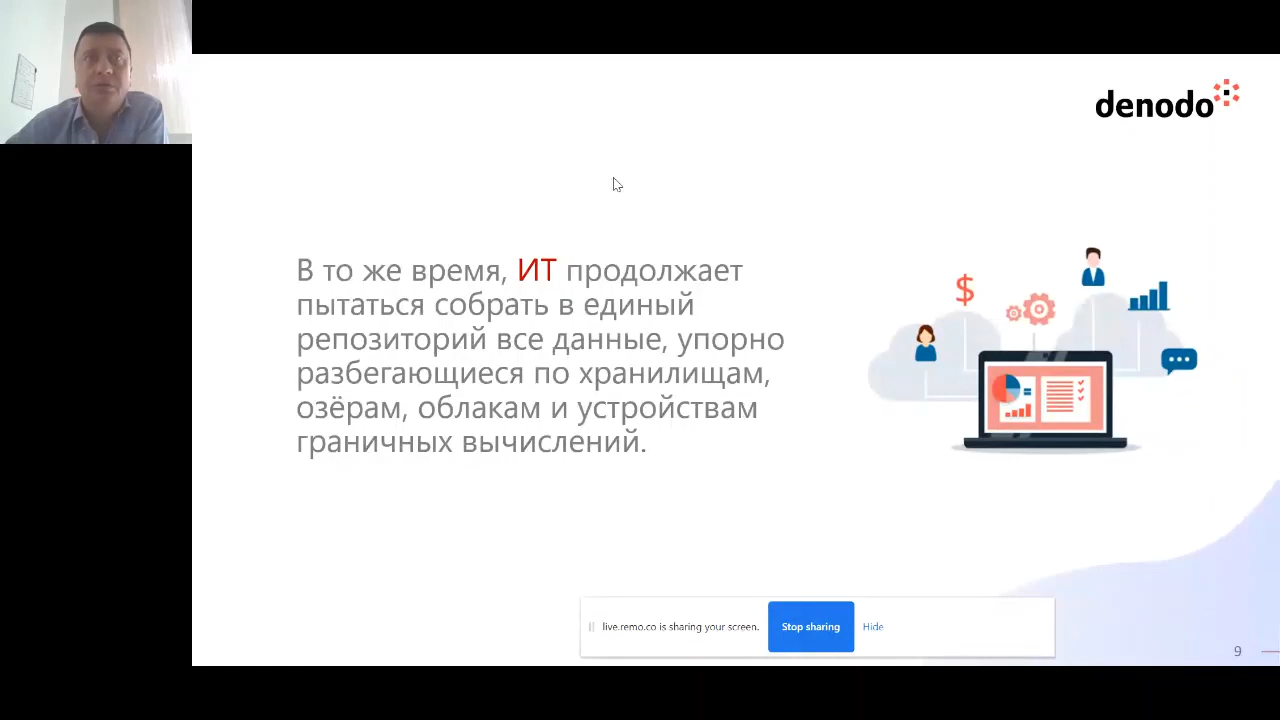 denodo
В то же время, ИТ продолжает
пытаться собрать в единый
репозиторий все данные, упорно
разбегающиеся по хранилищам,
озёрам, облакам и устройствам
граничных вычислений.
$
live.remo.co is sharing your screen. Stop sharing Hide
9